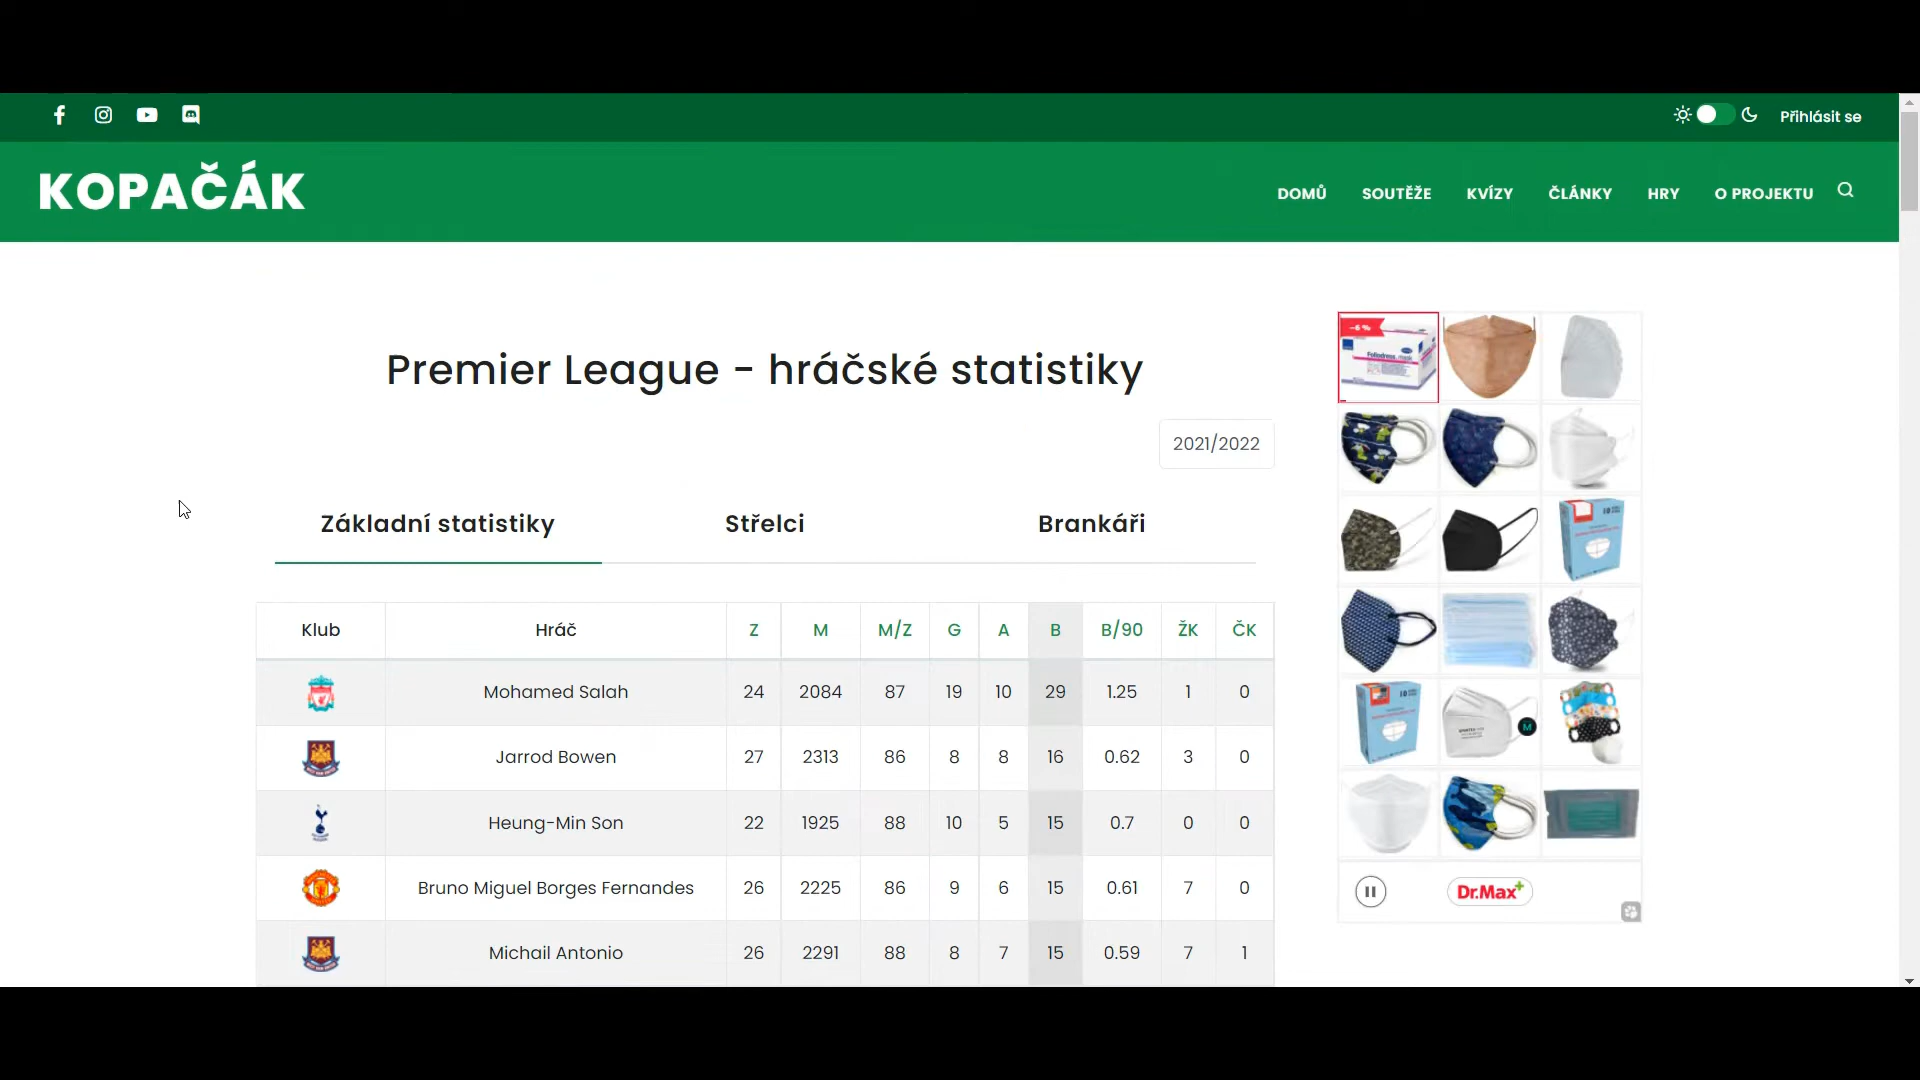 Přihlásit se
KOPAČÁK
DOMŮ SOUTĚŽE KVÍZY ČLÁNKY HRY O PROJEKTU
Premier League - hráčské statistiky
2021/2022
Základní statistiky Střelci Brankáři
Klub Hráč Z M M/Z G A B B/90 ŽK ČK
Mohamed Salah 24 2084 87 19 10 29 1.25 1 0
Jarrod Bowen 27 2313 86 8 8 16 0.62 3 0
Heung-Min Son 22 1925 88 10 5 15 0.7 0 0
Bruno Miguel Borges Fernandes 26 2225 86 9 6 15 0.61 7 0
Michail Antonio 26 2291 88 8 7 15 0.59 7 1
-6 %
Foliodress mask
M
Dr.Max+